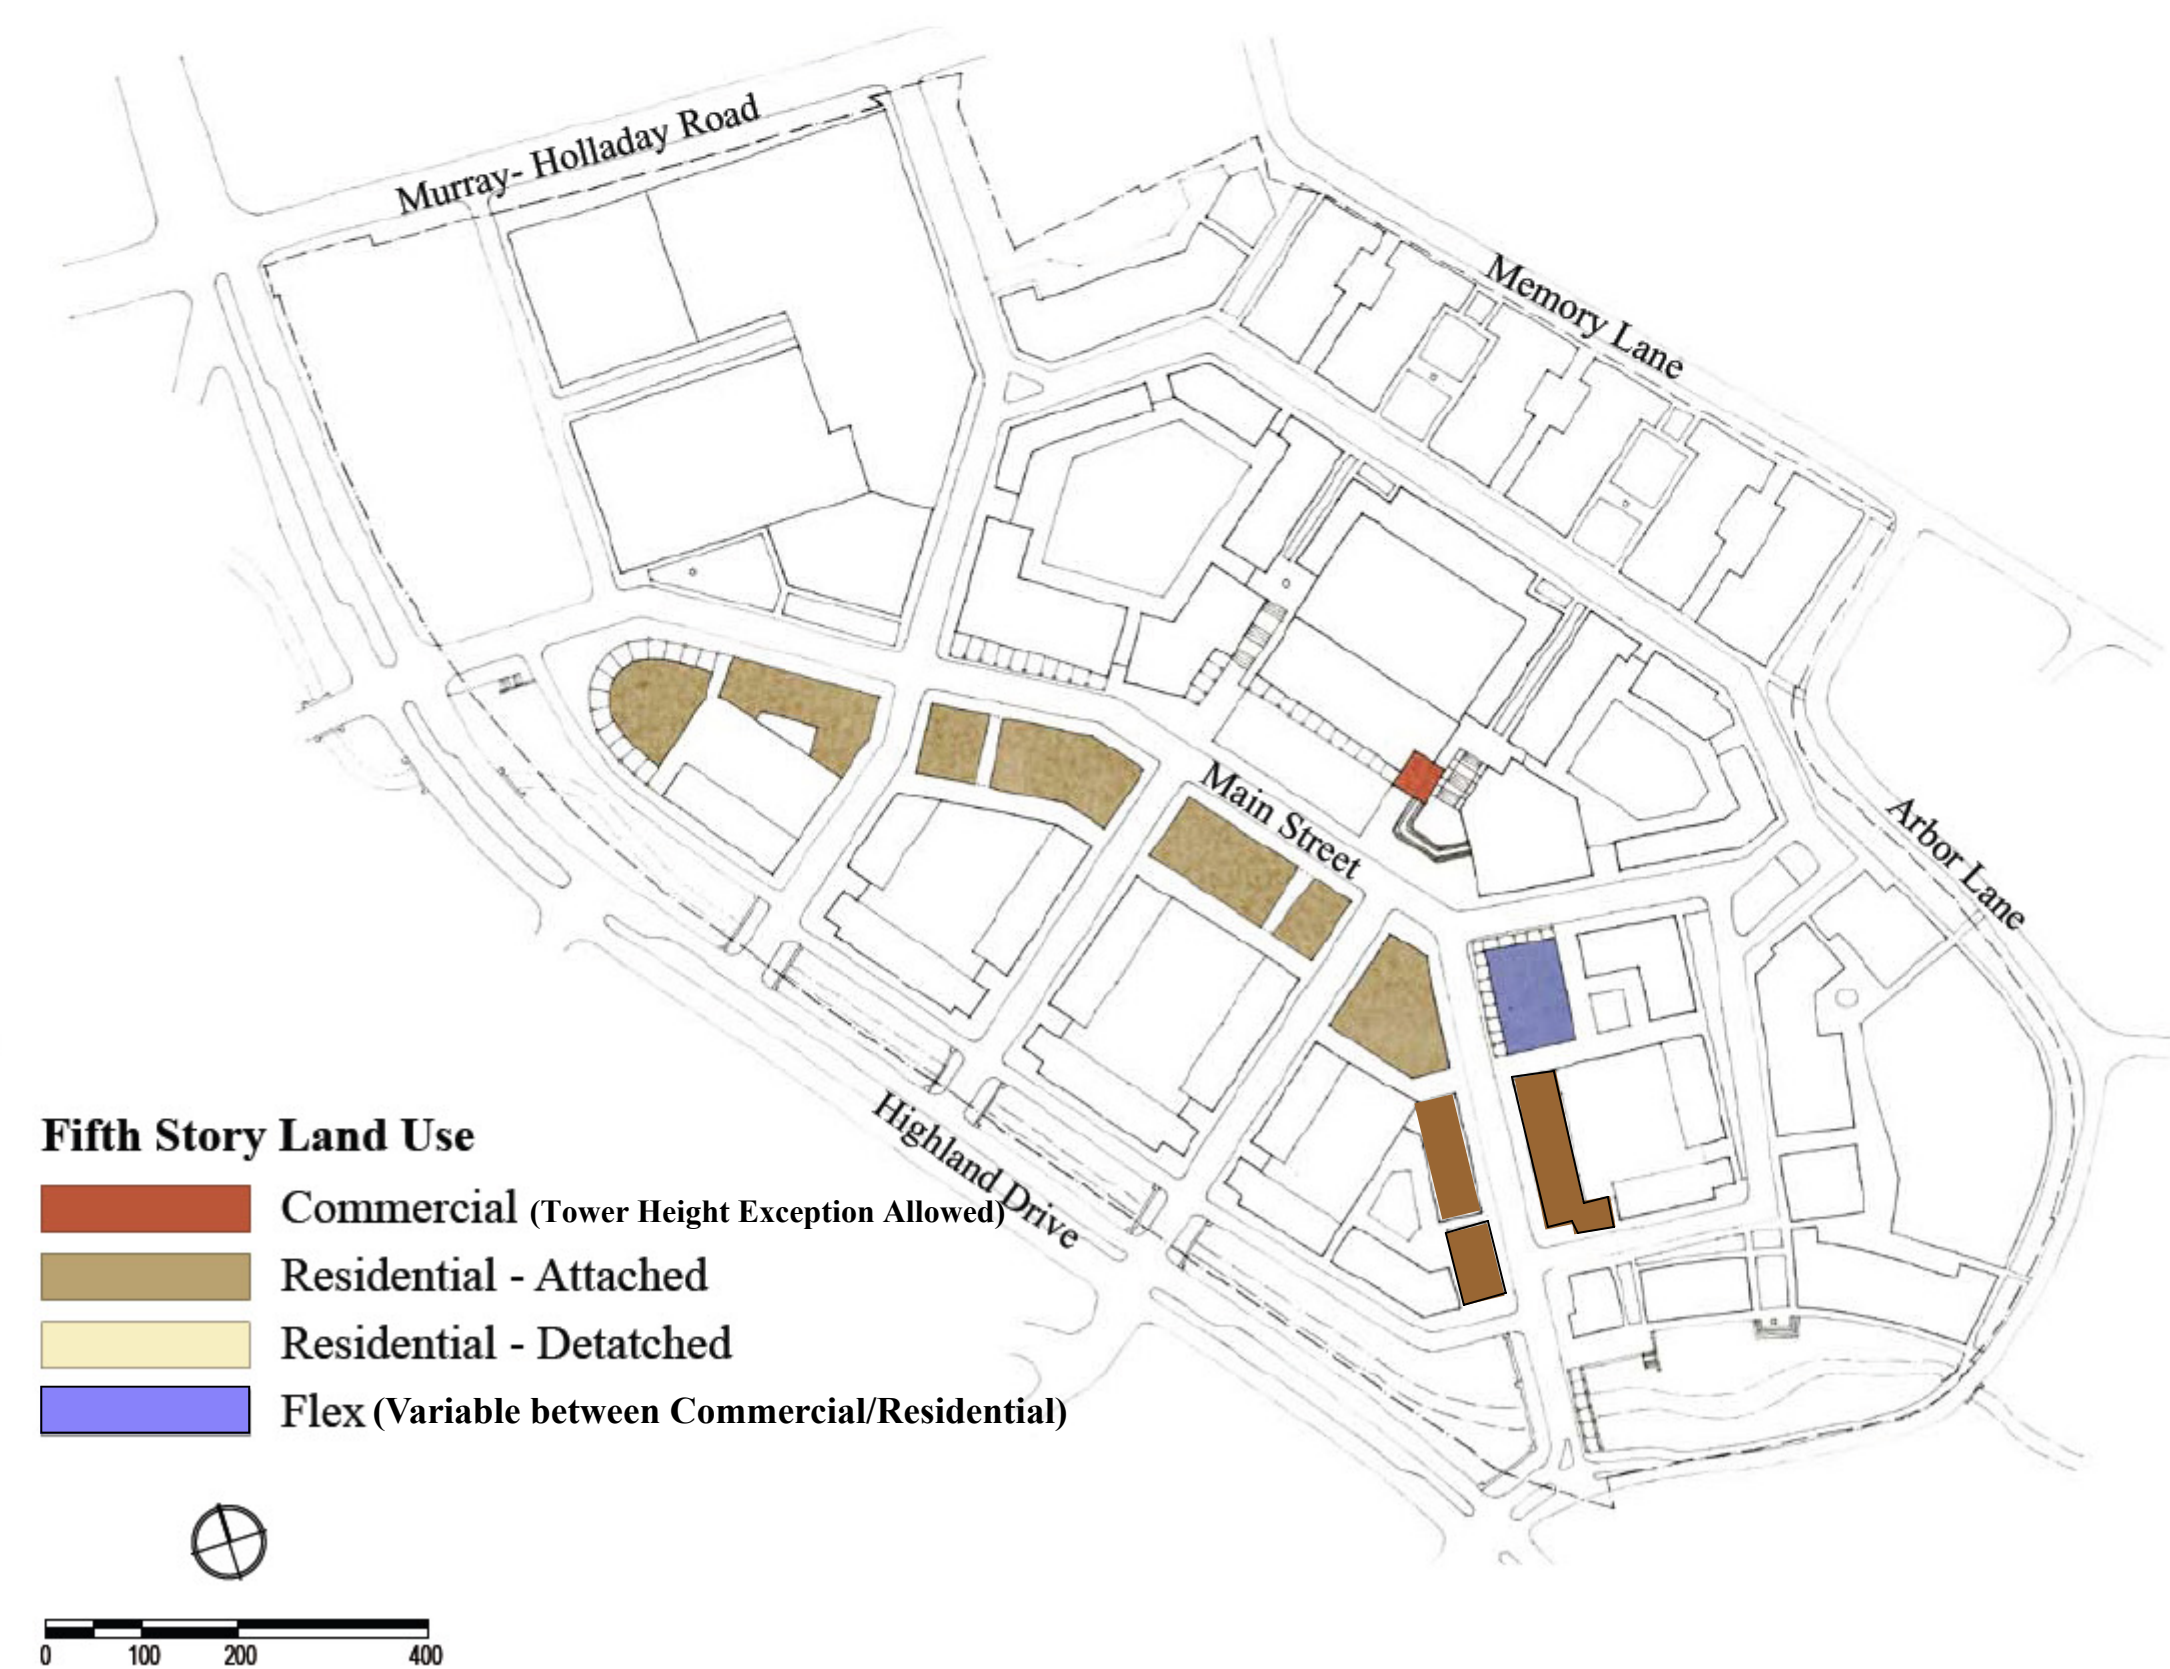 Murray- Holladay Road
Memory Lane
Main Street
Arbor Lane
Highland Drive
Fifth Story Land Use
Commercial (Tower Height Exception Allowed)
Residential - Attached
Residential - Detatched
Flex (Variable between Commercial/Residential)
0 100 200 400